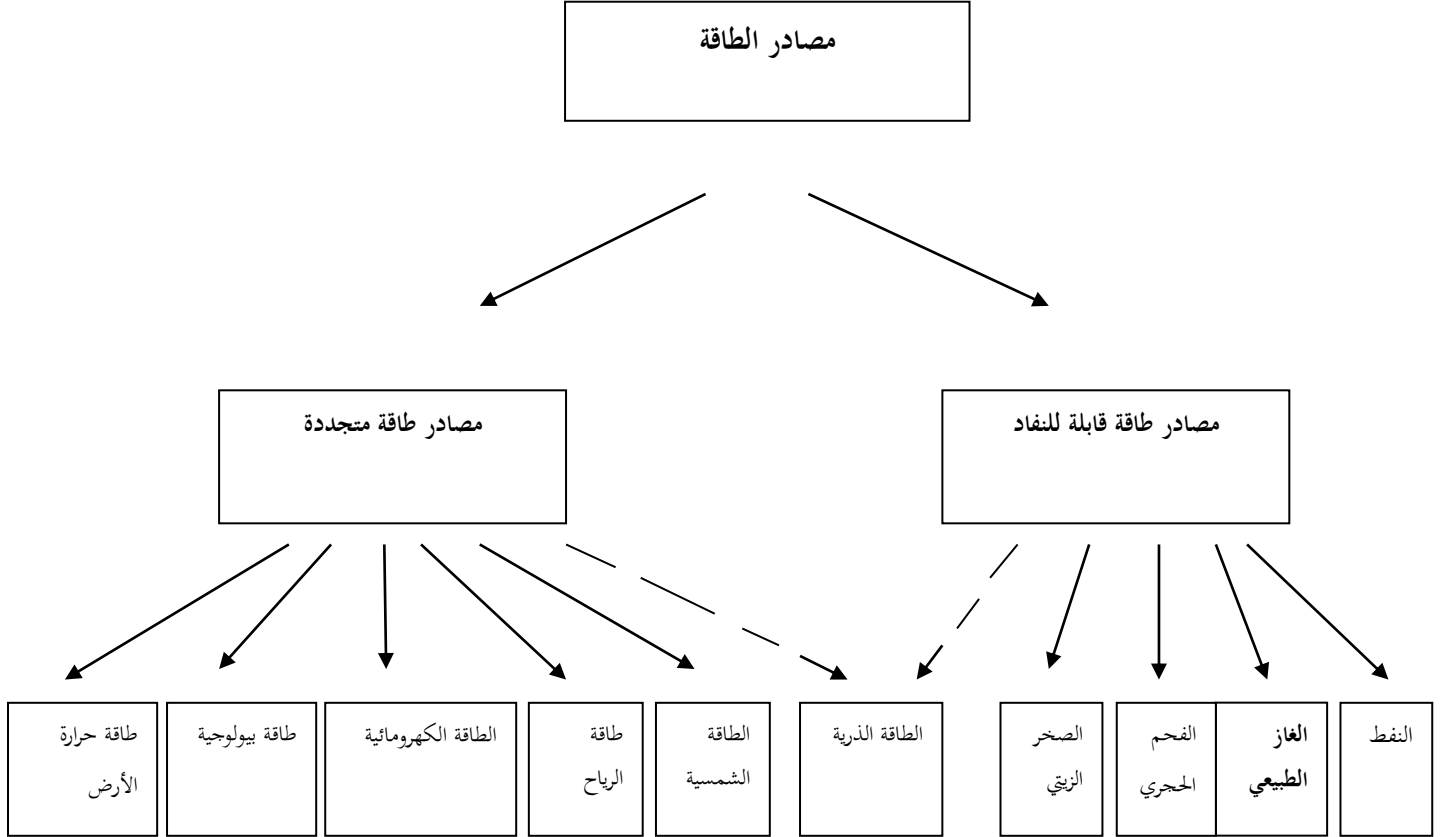 مصادر الطاقة
مصادر طاقة قابلة للنفاد
مصادر طاقة متجددة
النفط
الغاز
الطبيعي
الفحم
الحجري
الصخر
الزيتي
الطاقة الذرية
الطاقة
الشمسية
طاقة
الرياح
الطاقة الكهرومائية
طاقة بيولوجية
طاقة حرارة
الأرض